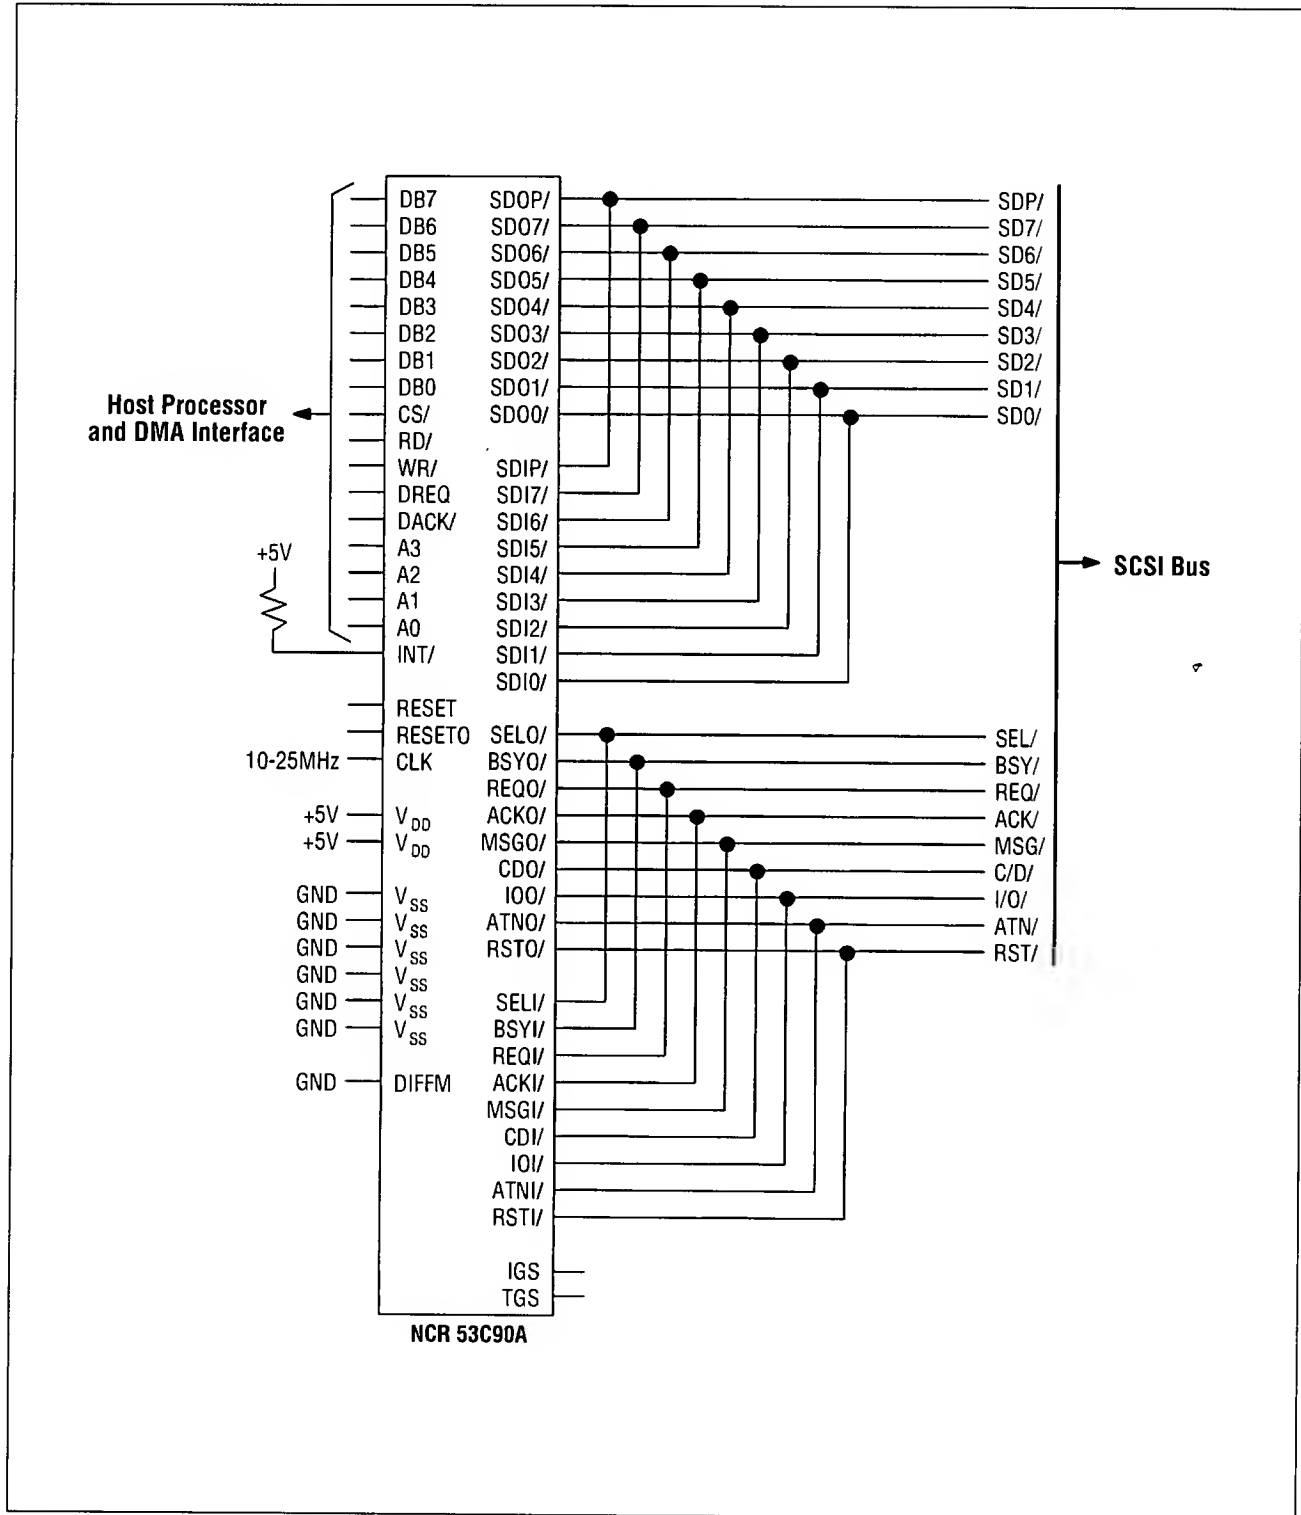 DB7 SDOP/ SDP/
DB6 SDO7/ SD7/
DB5 SDO6/ SD6/
DB4 SDO5/ SD5/
DB3 SDO4/ SD4/
DB2 SDO3/ SD3/
DB1 SDO2/ SD2/
DB0 SDO1/ SD1/
Host Processor
and DMA Interface
CS/ SDO0/ SD0/
RD/
WR/ SDIP/
DREQ SDI7/
DACK/ SDI6/
+5V A3 SDI5/
SCSI Bus
A2 SDI4/
A1 SDI3/
A0 SDI2/
INT/ SDI1/
SDI0/
RESET
RESETO SELO/ SEL/
10-25MHz CLK BSYO/ BSY/
REQO/ REQ/
+5V VDD ACKO/ ACK/
+5V VDD MSGO/ MSG/
CDO/ C/D/
GND VSS IOO/ I/O/
GND VSS ATNO/ ATN/
GND VSS RSTO/ RST/
GND VSS
GND VSS SELI/
GND VSS BSYI/
REQI/
GND DIFFM ACKI/
MSGI/
CDI/
IOI/
ATNI/
RSTI/
IGS
TGS
NCR 53C90A